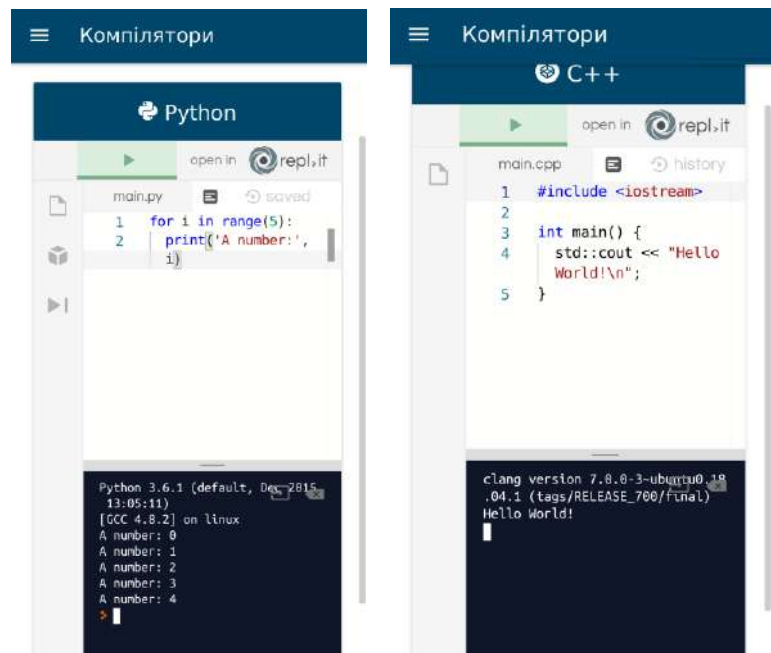 Компілятори
Python
open in repl.it
main.py saved
1 for i in range(5):
2 print('A number:',
i)
Python 3.6.1 (default, Dec 2015,
13:05:11)
[GCC 4.8.2] on linux
A number: 0
A number: 1
A number: 2
A number: 3
A number: 4
>
Компілятори
C++
open in repl.it
main.cpp history
1 #include <iostream>
2
3 int main() {
4 std::cout << "Hello
World!\n";
5 }
clang version 7.0.0-3~ubuntu0.18
.04.1 (tags/RELEASE_700/final)
Hello World!